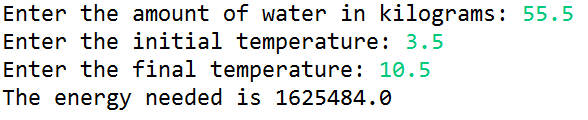 Enter the amount of water in kilograms: 55.5
Enter the initial temperature: 3.5
Enter the final temperature: 10.5
The energy needed is 1625484.0